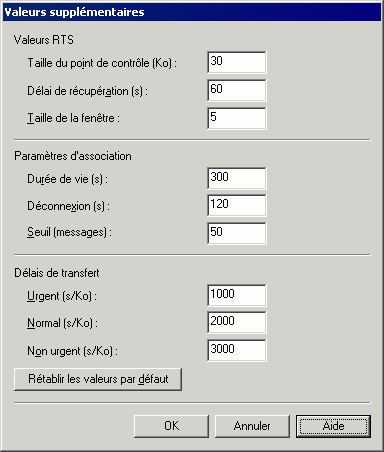 Valeurs supplémentaires
Valeurs RTS
Taille du point de contrôle (Ko) : 30
Délai de récupération (s) : 60
Taille de la fenêtre : 5
Paramètres d'association
Durée de vie (s) : 300
Déconnexion (s) : 120
Seuil (messages) : 50
Délais de transfert
Urgent (s/Ko) : 1000
Normal (s/Ko) : 2000
Non urgent (s/Ko) : 3000
Rétablir les valeurs par défaut
OK Annuler Aide